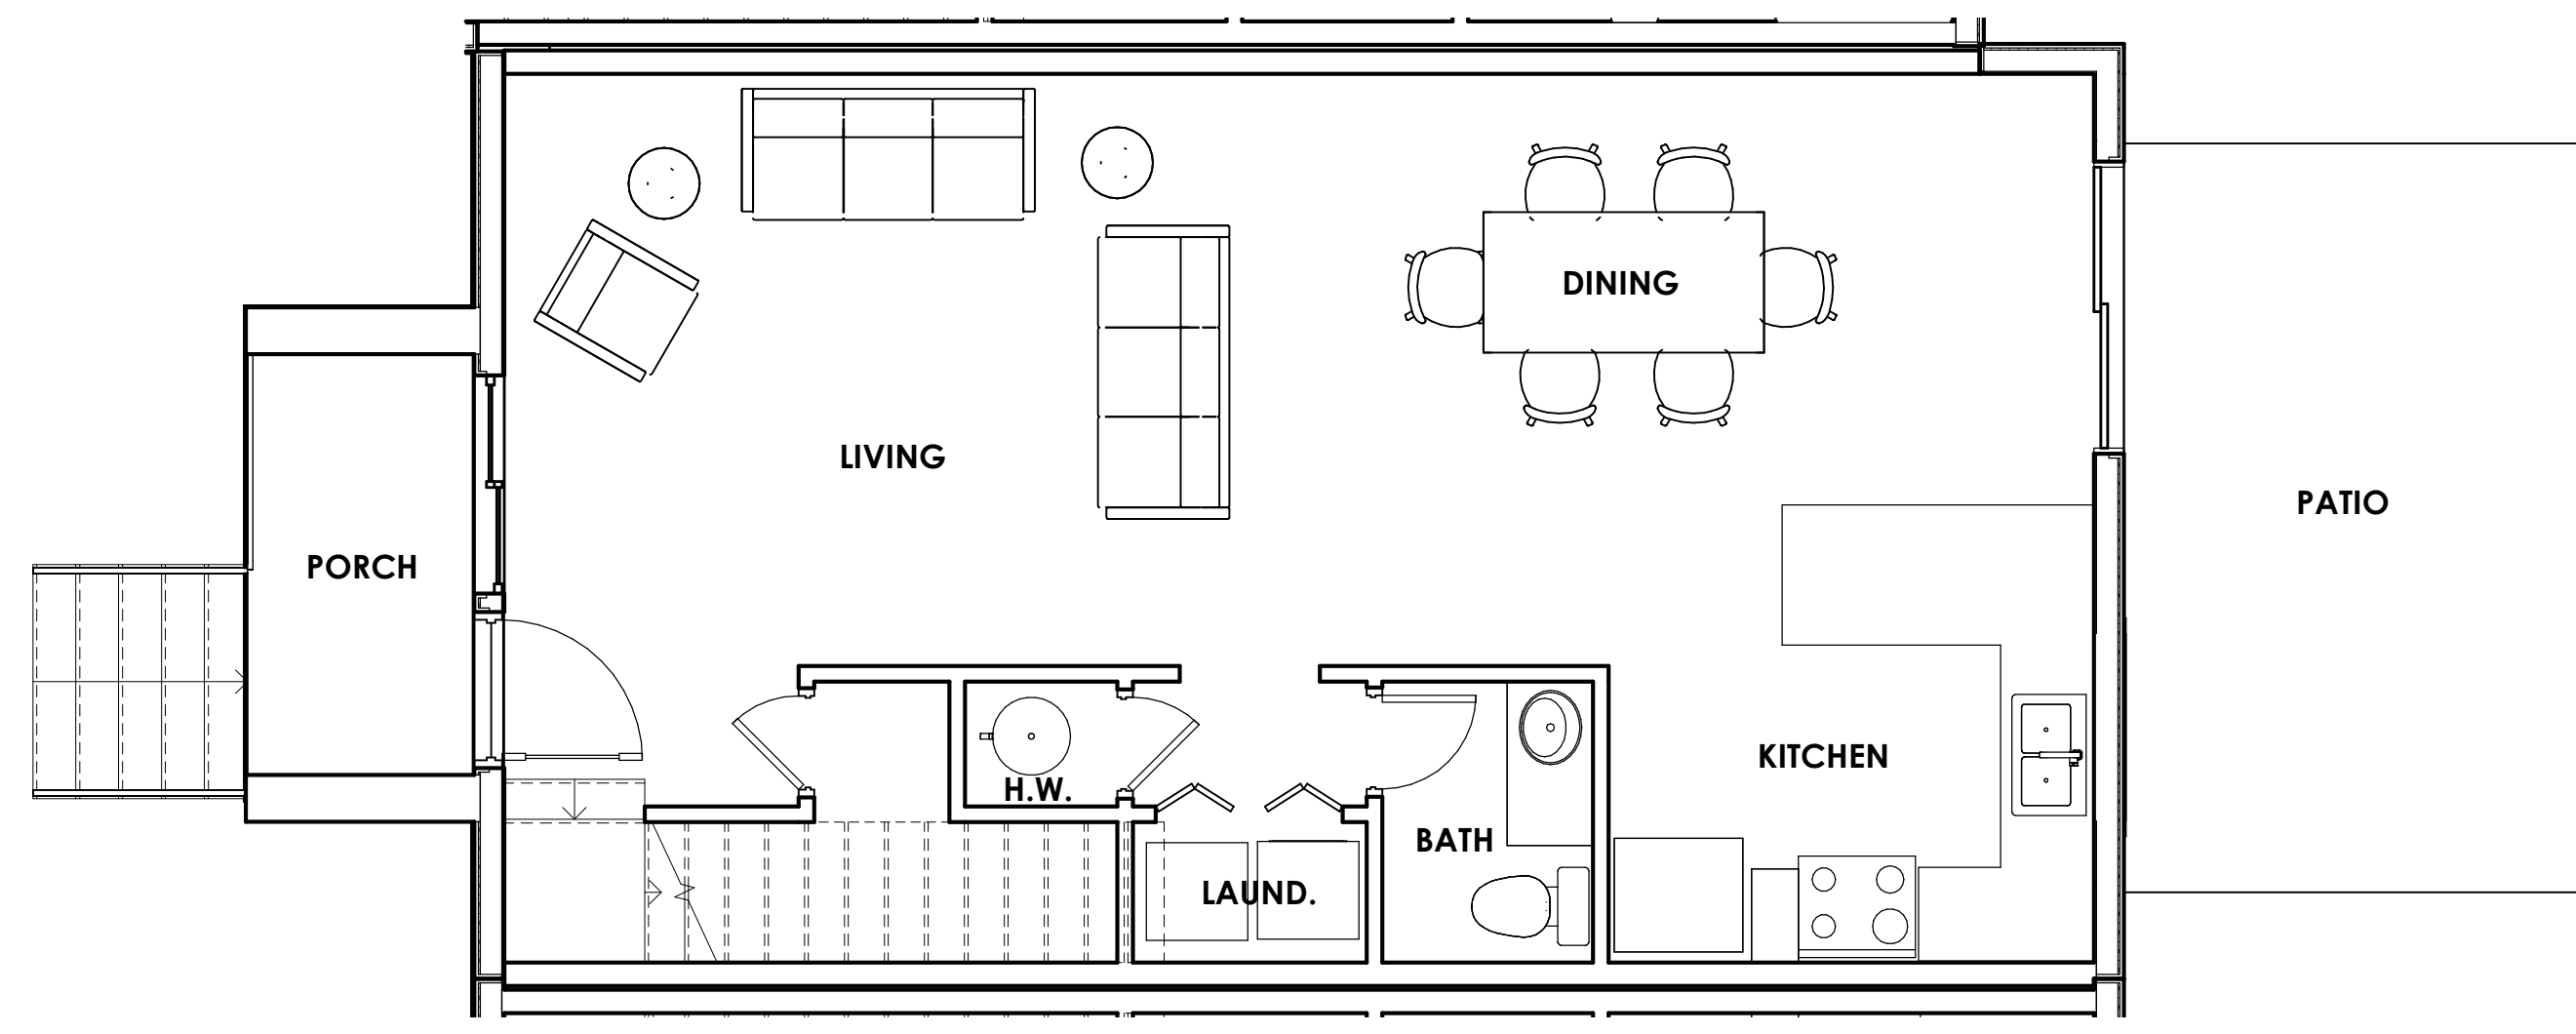 DINING
LIVING
PATIO
PORCH
KITCHEN
H.W.
BATH
LAUND.